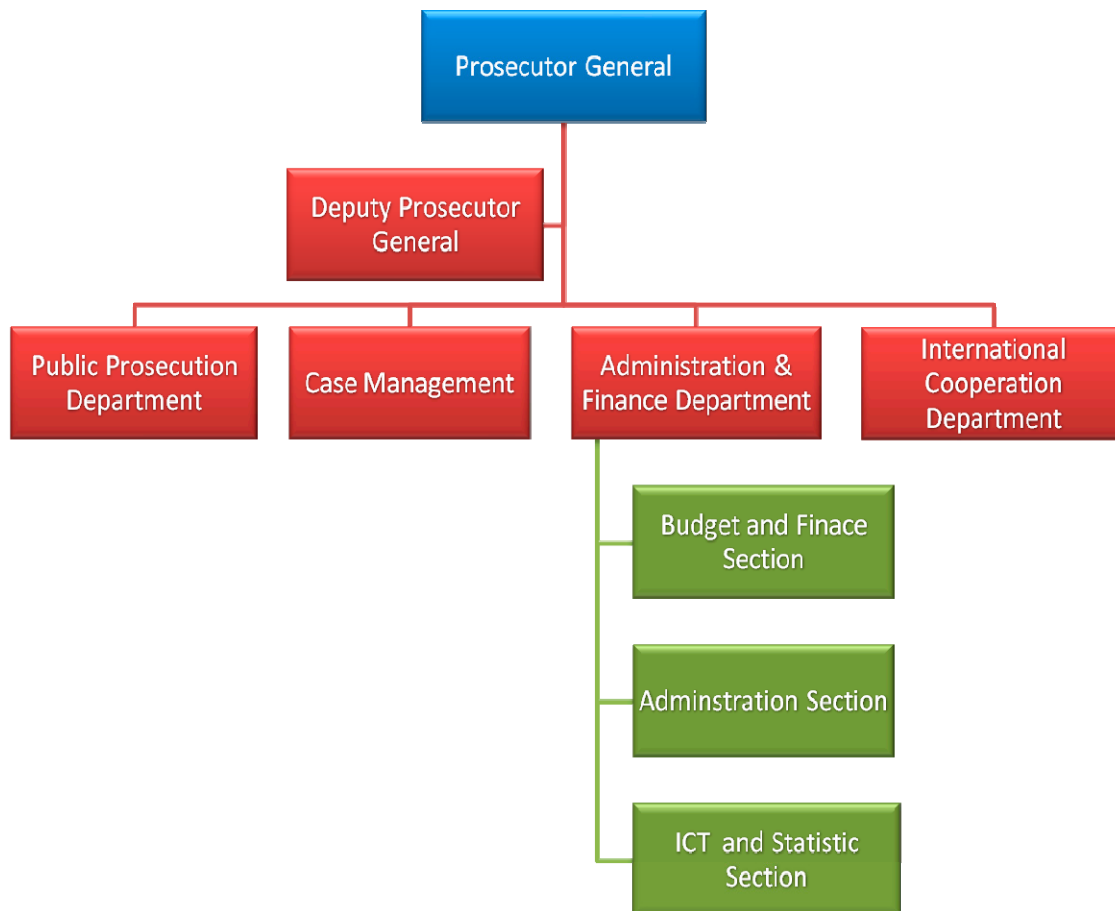 Prosecutor General
Deputy Prosecutor
General
Public Prosecution
Department
Case Management
Administration &
Finance Department
International
Cooperation
Department
Budget and Finace
Section
Adminstration Section
ICT and Statistic
Section